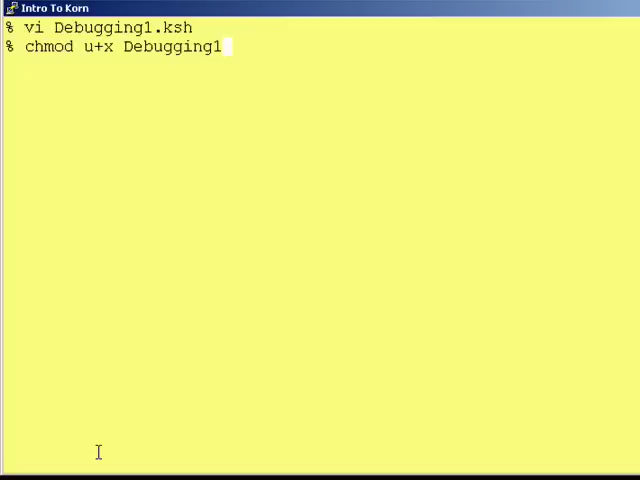 Intro To Korn
% vi Debugging1.ksh
% chmod u+x Debugging1